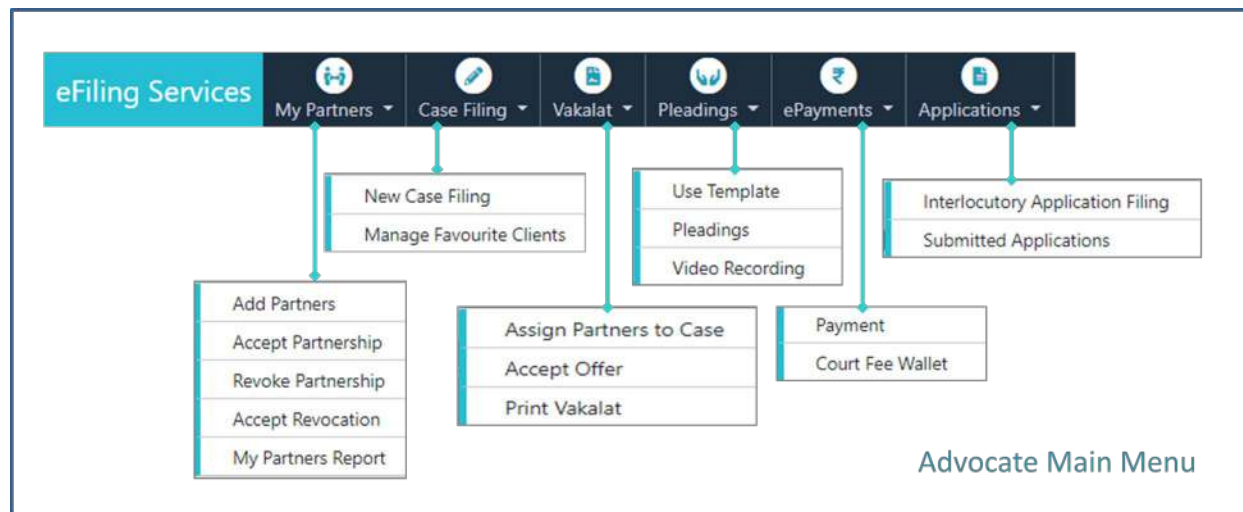 eFiling Services
My Partners
Case Filing
Vakalat
Pleadings
ePayments
Applications
New Case Filing
Manage Favourite Clients
Use Template
Pleadings
Video Recording
Interlocutory Application Filing
Submitted Applications
Add Partners
Accept Partnership
Revoke Partnership
Accept Revocation
My Partners Report
Assign Partners to Case
Accept Offer
Print Vakalat
Payment
Court Fee Wallet
Advocate Main Menu